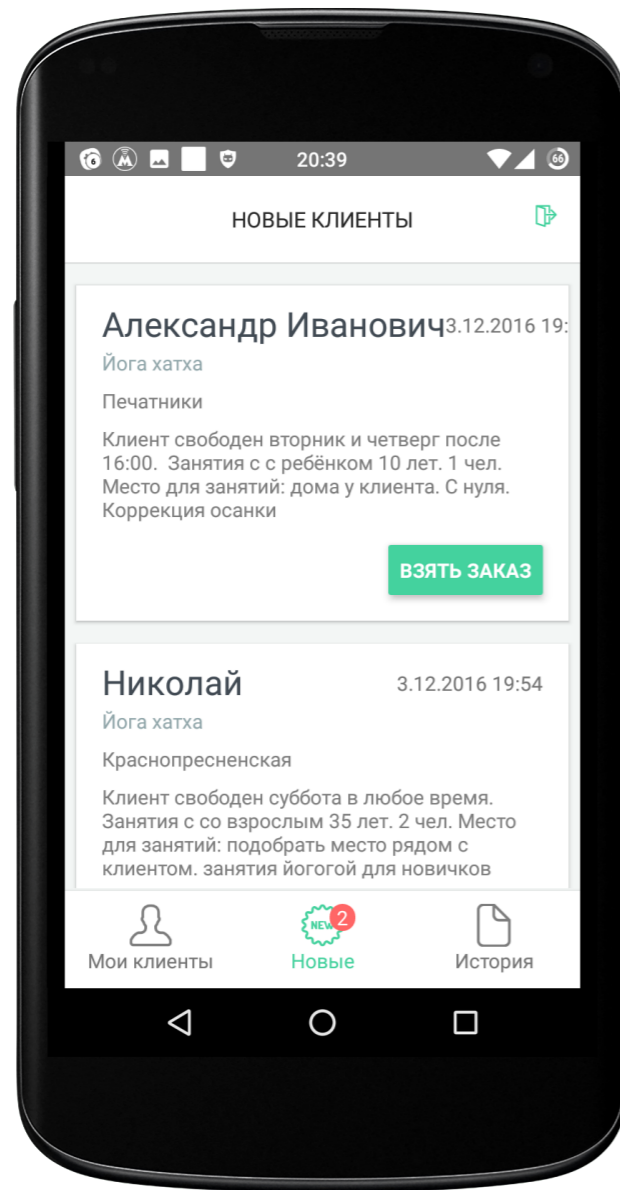 6 20:39 66
НОВЫЕ КЛИЕНТЫ
Александр Иванович 3.12.2016 19:
Йога хатха
Печатники
Клиент свободен вторник и четверг после
16:00. Занятия с с ребёнком 10 лет. 1 чел.
Место для занятий: дома у клиента. С нуля.
Коррекция осанки
ВЗЯТЬ ЗАКАЗ
Николай 3.12.2016 19:54
Йога хатха
Краснопресненская
Клиент свободен суббота в любое время.
Занятия с со взрослым 35 лет. 2 чел. Место
для занятий: подобрать место рядом с
клиентом. занятия йогогой для новичков
NEW 2
Мои клиенты Новые История